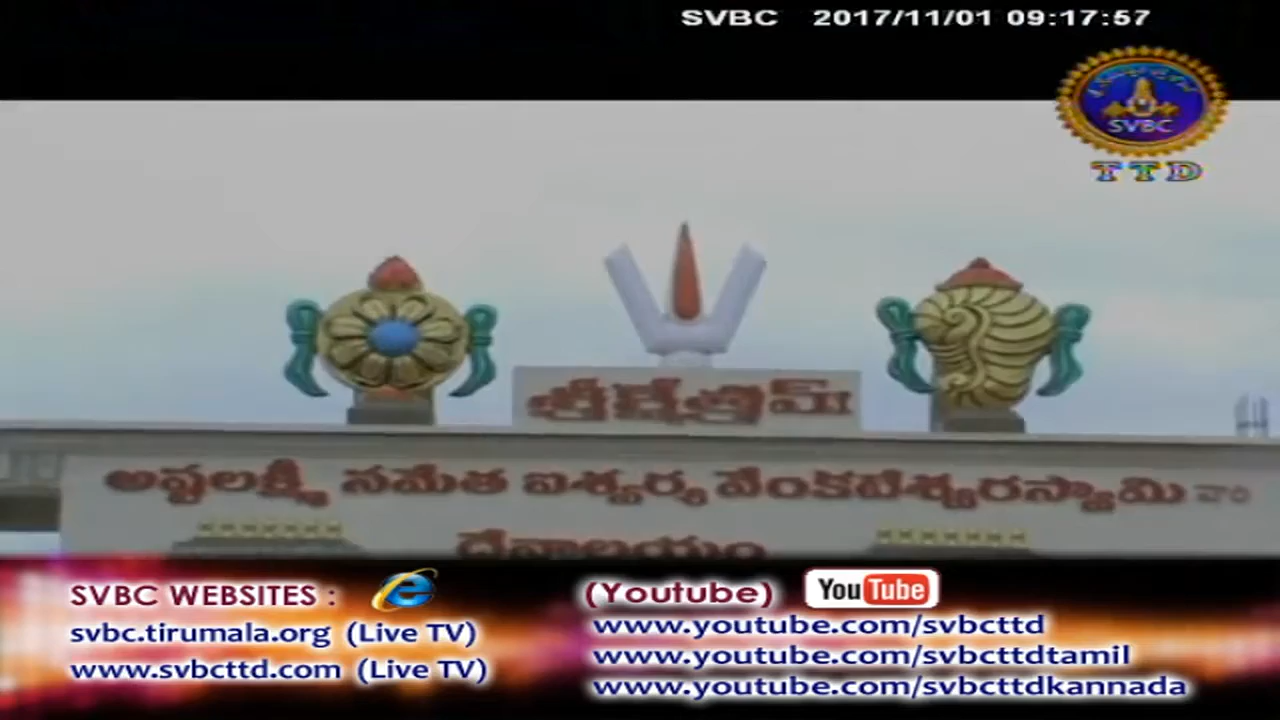 SVBC 2017/11/01 09:17:57
SVBC
TTD
శ్రీక్షేత్రమ్
అష్టలక్ష్మీ సమేత ఐశ్వర్య వేంకటేశ్వరస్వామి వారి
దేవాలయం
SVBC WEBSITES :
svbc.tirumala.org (Live TV)
www.svbcttd.com (Live TV)
(Youtube) YouTube
www.youtube.com/svbcttd
www.youtube.com/svbcttdtamil
www.youtube.com/svbcttdkannada